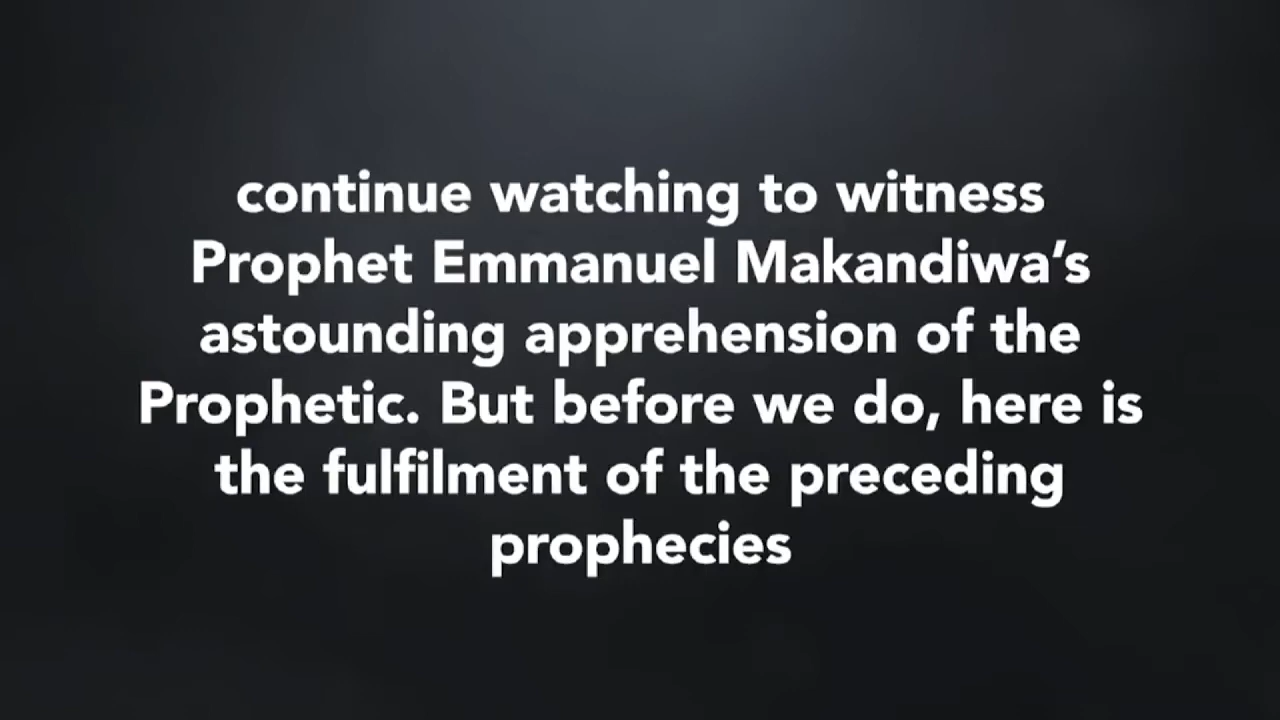 continue watching to witness
Prophet Emmanuel Makandiwa’s
astounding apprehension of the
Prophetic. But before we do, here is
the fulfilment of the preceding
prophecies